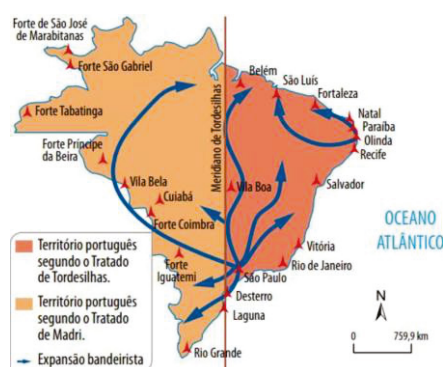 Forte de São José
de Marabitanas
Forte São Gabriel
Forte Tabatinga
Forte Príncipe
da Beira
Vila Bela
Cuiabá
Forte Coimbra
Forte
Iguatemi
Meridiano de Tordesilhas
Belém
São Luís
Fortaleza
Natal
Paraíba
Olinda
Recife
Vila Boa
Salvador
Vitória
Rio de Janeiro
São Paulo
Desterro
Laguna
Rio Grande
OCEANO
ATLÂNTICO
Território português
segundo o Tratado
de Tordesilhas.
Território português
segundo o Tratado
de Madri.
Expansão bandeirista
N
0 759,9 km